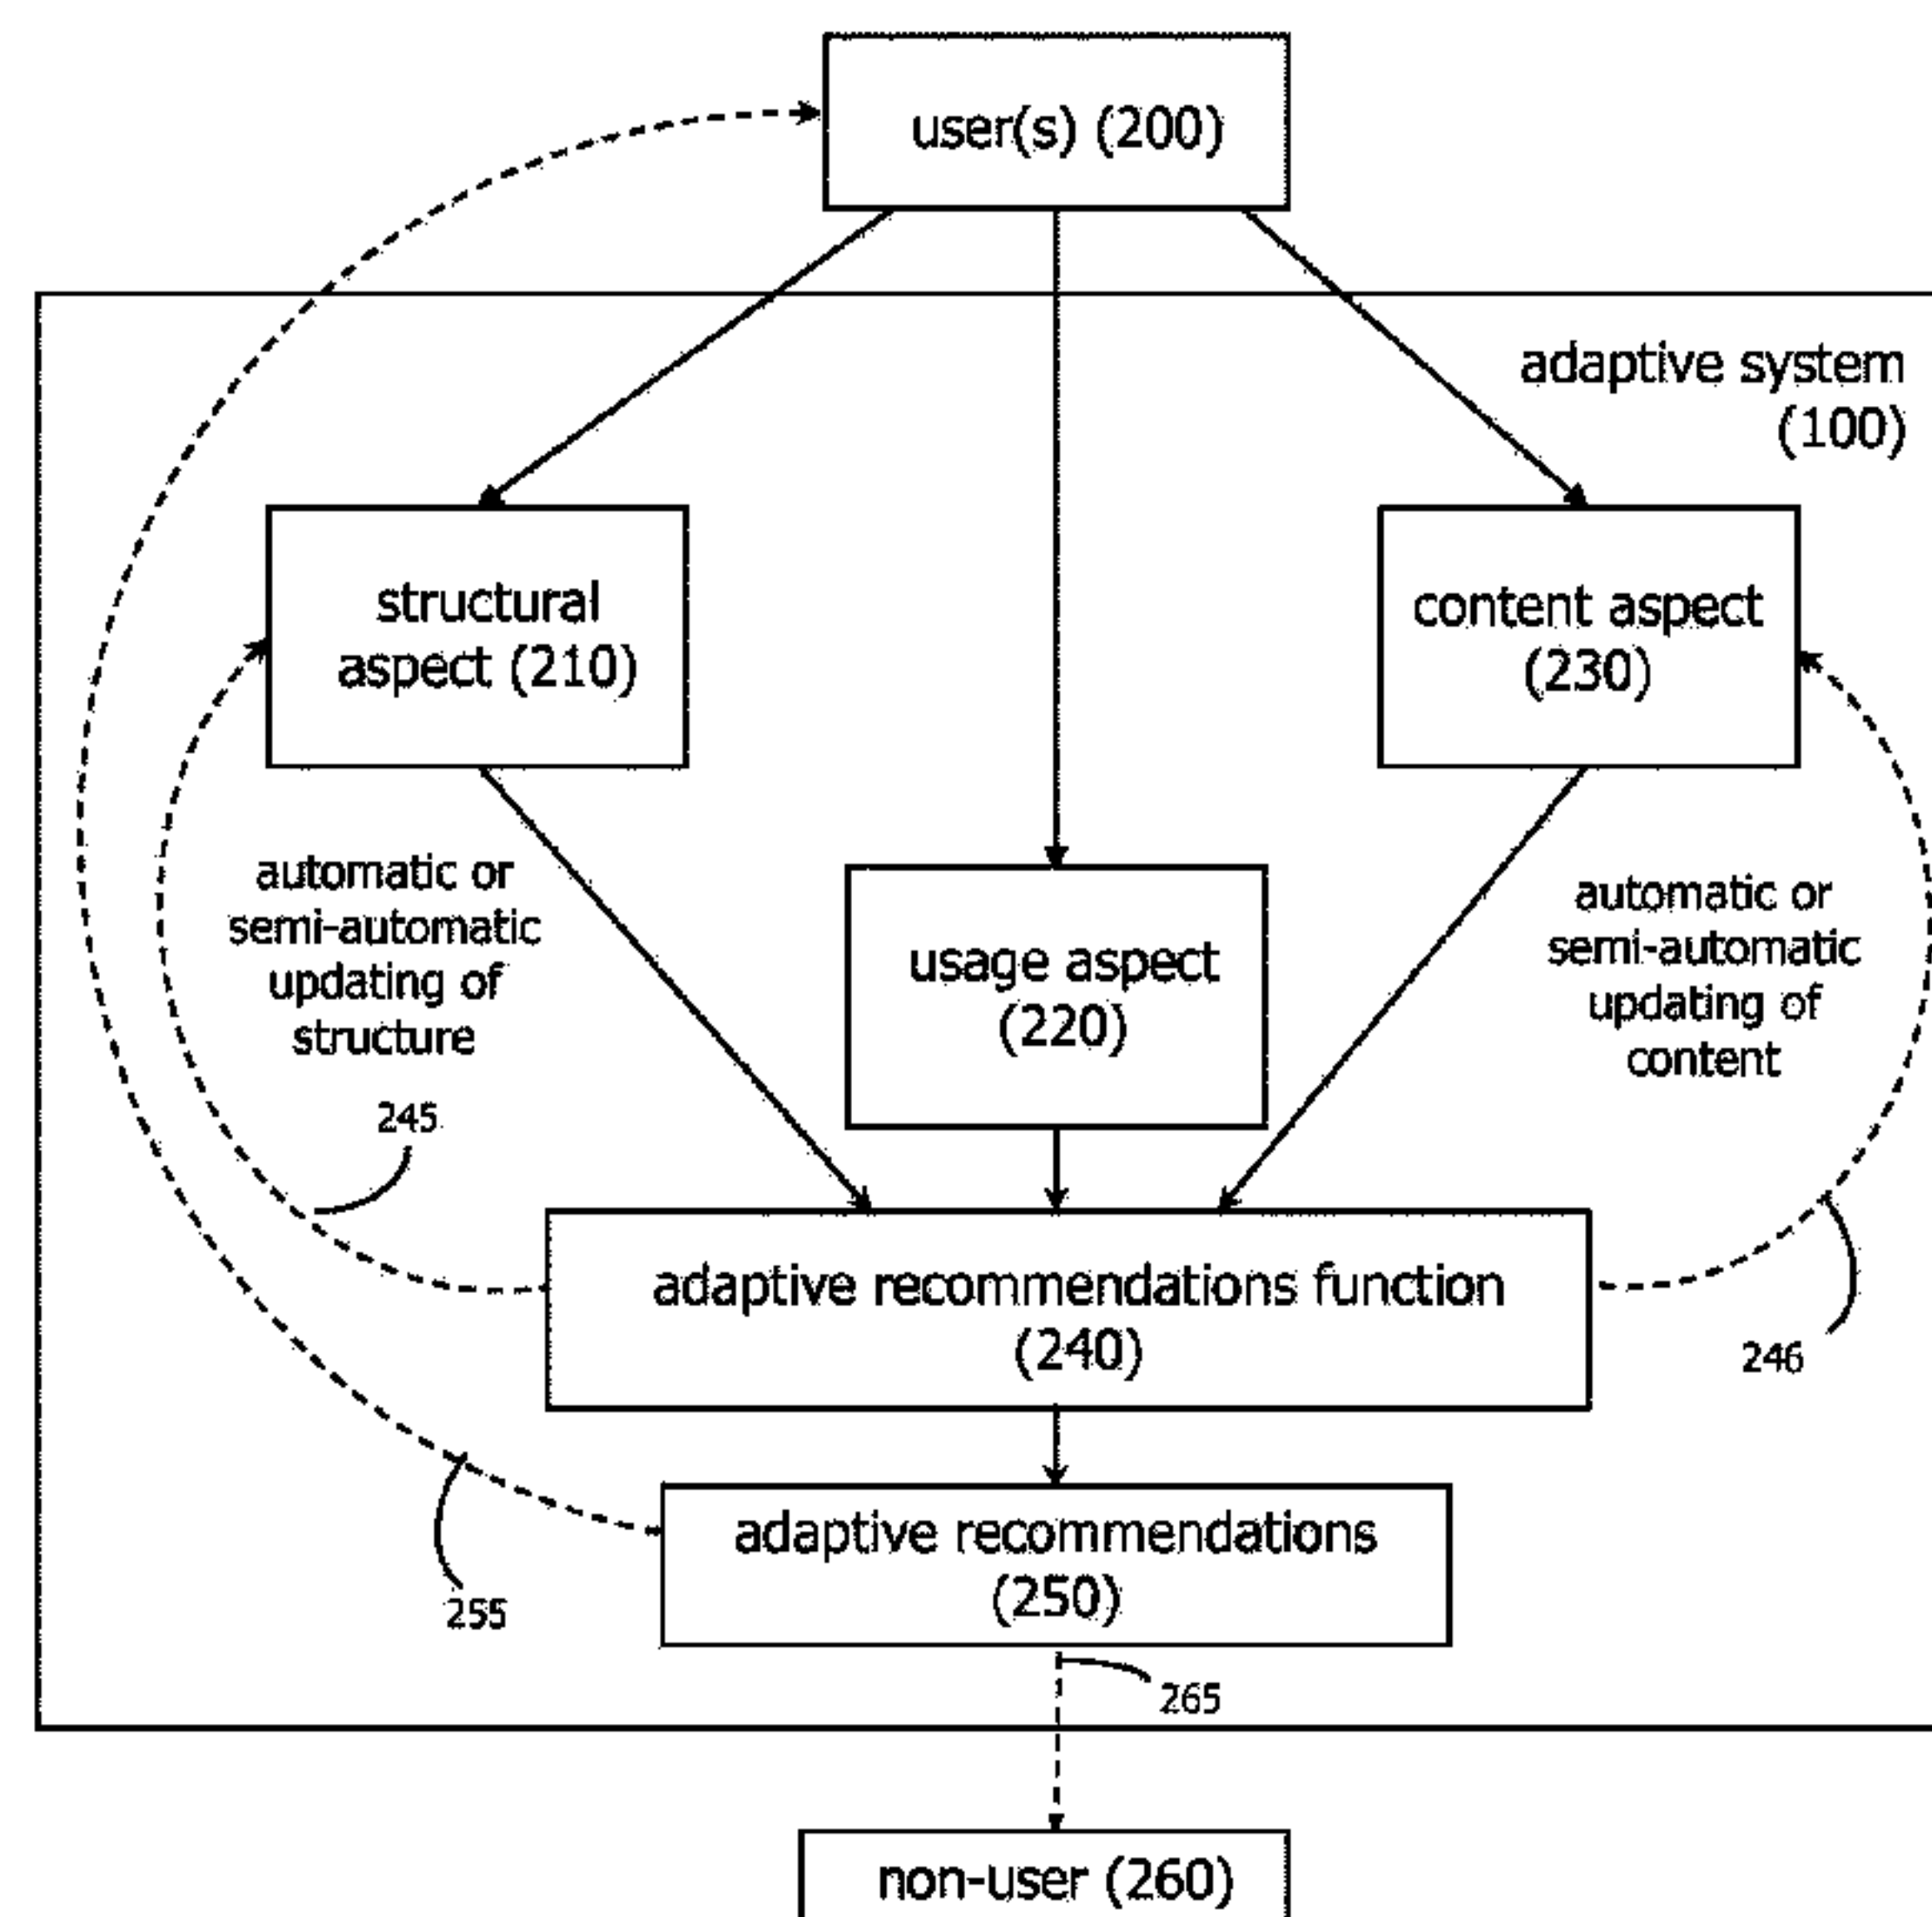 user(s) (200)
adaptive system
(100)
structural
aspect (210)
content aspect
(230)
automatic or
semi-automatic
updating of
structure
245
usage aspect
(220)
automatic or
semi-automatic
updating of
content
246
adaptive recommendations function
(240)
adaptive recommendations
(250)
255
265
non-user (260)